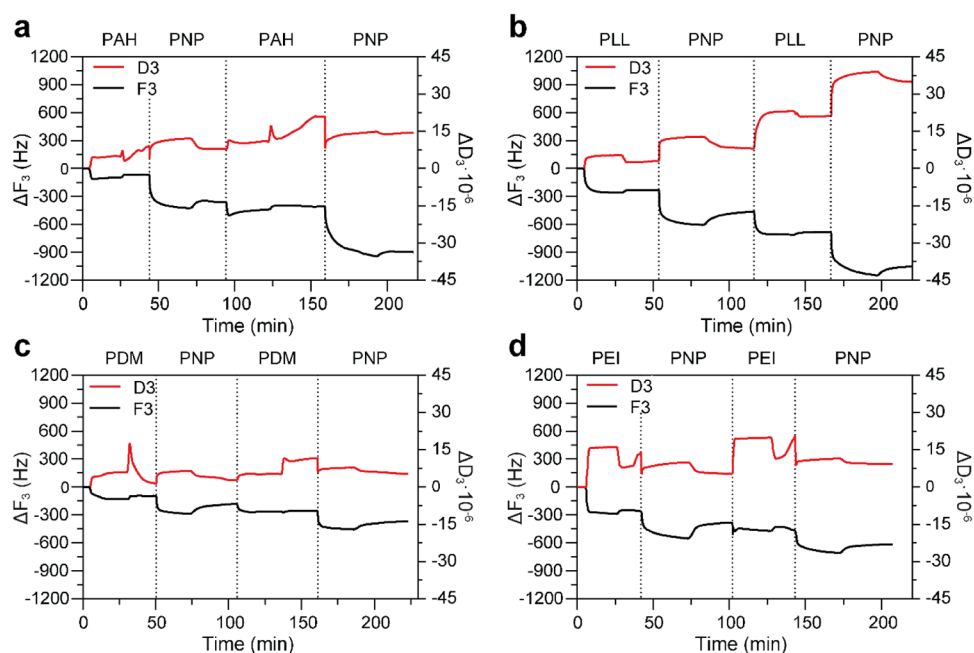 a
PAH PNP PAH PNP
D3
F3
1200 900 600 300 0 -300 -600 -900 -1200
45 30 15 0 -15 -30 -45
ΔF3 (Hz)
ΔD3·10-6
0 50 100 150 200
Time (min)
b
PLL PNP PLL PNP
D3
F3
1200 900 600 300 0 -300 -600 -900 -1200
45 30 15 0 -15 -30 -45
ΔF3 (Hz)
ΔD3·10-6
0 50 100 150 200
Time (min)
c
PDM PNP PDM PNP
D3
F3
1200 900 600 300 0 -300 -600 -900 -1200
45 30 15 0 -15 -30 -45
ΔF3 (Hz)
ΔD3·10-6
0 50 100 150 200
Time (min)
d
PEI PNP PEI PNP
D3
F3
1200 900 600 300 0 -300 -600 -900 -1200
45 30 15 0 -15 -30 -45
ΔF3 (Hz)
ΔD3·10-6
0 50 100 150 200
Time (min)